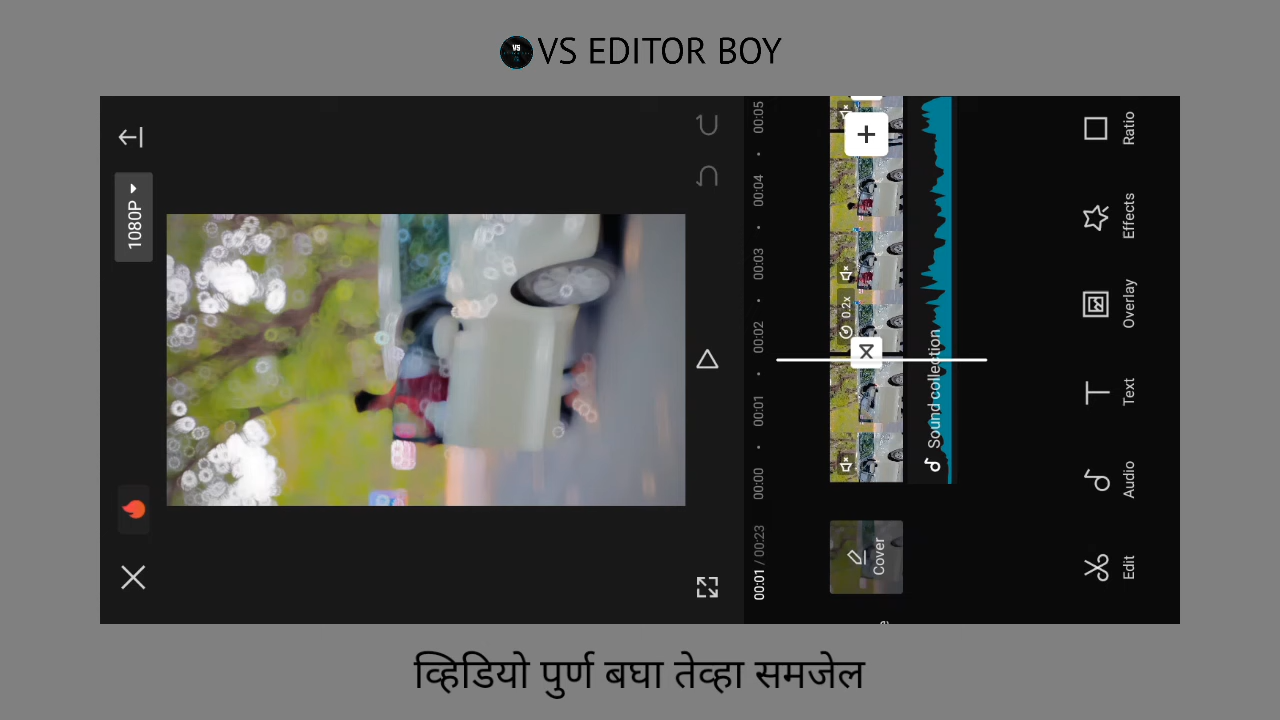 VS EDITOR BOY
1080P
00:01 / 00:23
00:00
00:01
00:02
00:03
00:04
00:05
Cover
0.2x
Sound collection
Edit
Audio
Text
Overlay
Effects
Ratio
व्हिडियो पुर्ण बघा तेव्हा समजेल